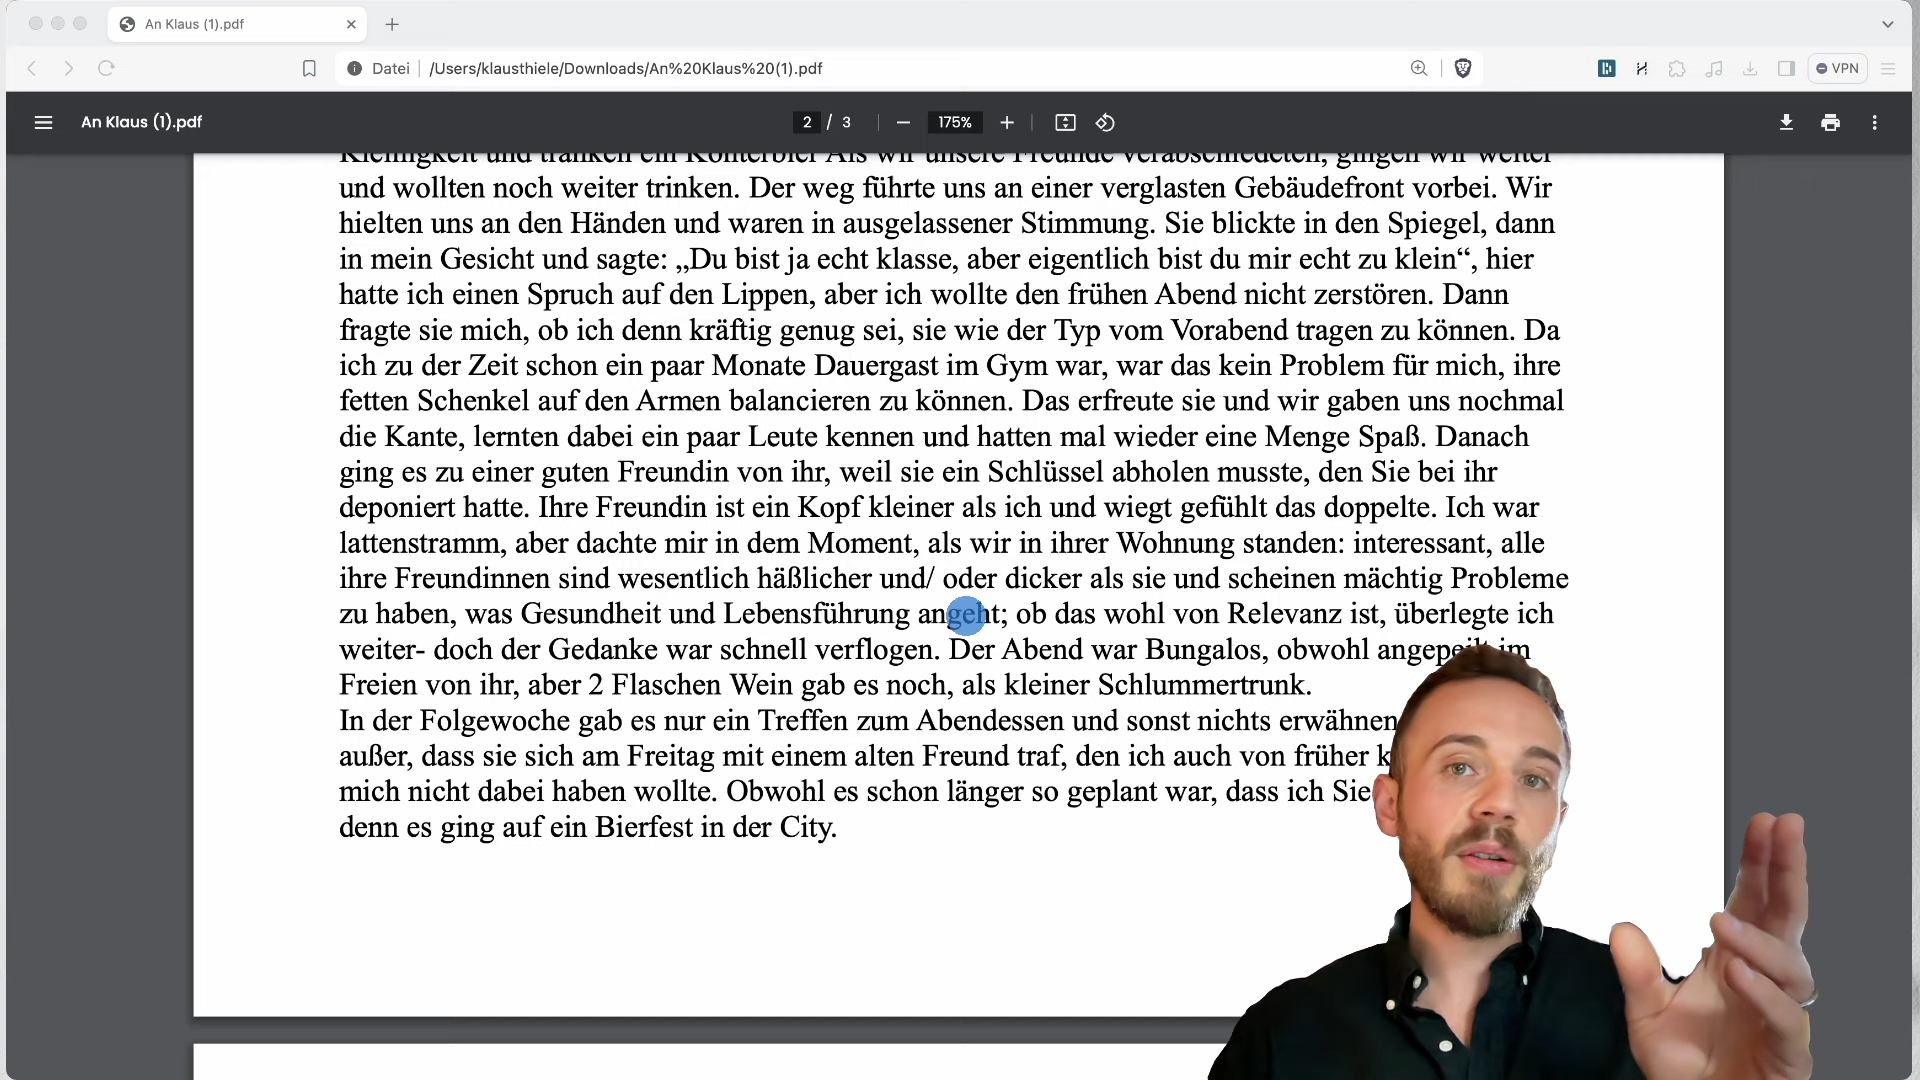 An Klaus (1).pdf
Datei /Users/klausthiele/Downloads/An%20Klaus%20(1).pdf
VPN
An Klaus (1).pdf 2 / 3 175%
Kleinigkeit und tranken ein Konterbier Als wir unsere Freunde verabschiedeten, gingen wir weiter
und wollten noch weiter trinken. Der weg führte uns an einer verglasten Gebäudefront vorbei. Wir
hielten uns an den Händen und waren in ausgelassener Stimmung. Sie blickte in den Spiegel, dann
in mein Gesicht und sagte: „Du bist ja echt klasse, aber eigentlich bist du mir echt zu klein“, hier
hatte ich einen Spruch auf den Lippen, aber ich wollte den frühen Abend nicht zerstören. Dann
fragte sie mich, ob ich denn kräftig genug sei, sie wie der Typ vom Vorabend tragen zu können. Da
ich zu der Zeit schon ein paar Monate Dauergast im Gym war, war das kein Problem für mich, ihre
fetten Schenkel auf den Armen balancieren zu können. Das erfreute sie und wir gaben uns nochmal
die Kante, lernten dabei ein paar Leute kennen und hatten mal wieder eine Menge Spaß. Danach
ging es zu einer guten Freundin von ihr, weil sie ein Schlüssel abholen musste, den Sie bei ihr
deponiert hatte. Ihre Freundin ist ein Kopf kleiner als ich und wiegt gefühlt das doppelte. Ich war
lattenstramm, aber dachte mir in dem Moment, als wir in ihrer Wohnung standen: interessant, alle
ihre Freundinnen sind wesentlich häßlicher und/ oder dicker als sie und scheinen mächtig Probleme
zu haben, was Gesundheit und Lebensführung angeht; ob das wohl von Relevanz ist, überlegte ich
weiter- doch der Gedanke war schnell verflogen. Der Abend war Bungalos, obwohl angepeilt im
Freien von ihr, aber 2 Flaschen Wein gab es noch, als kleiner Schlummertrunk.
In der Folgewoche gab es nur ein Treffen zum Abendessen und sonst nichts
außer, dass sie sich am Freitag mit einem alten Freund traf, den ich auch von früher
mich nicht dabei haben wollte. Obwohl es schon länger so geplant war, dass ich Sie
denn es ging auf ein Bierfest in der City.